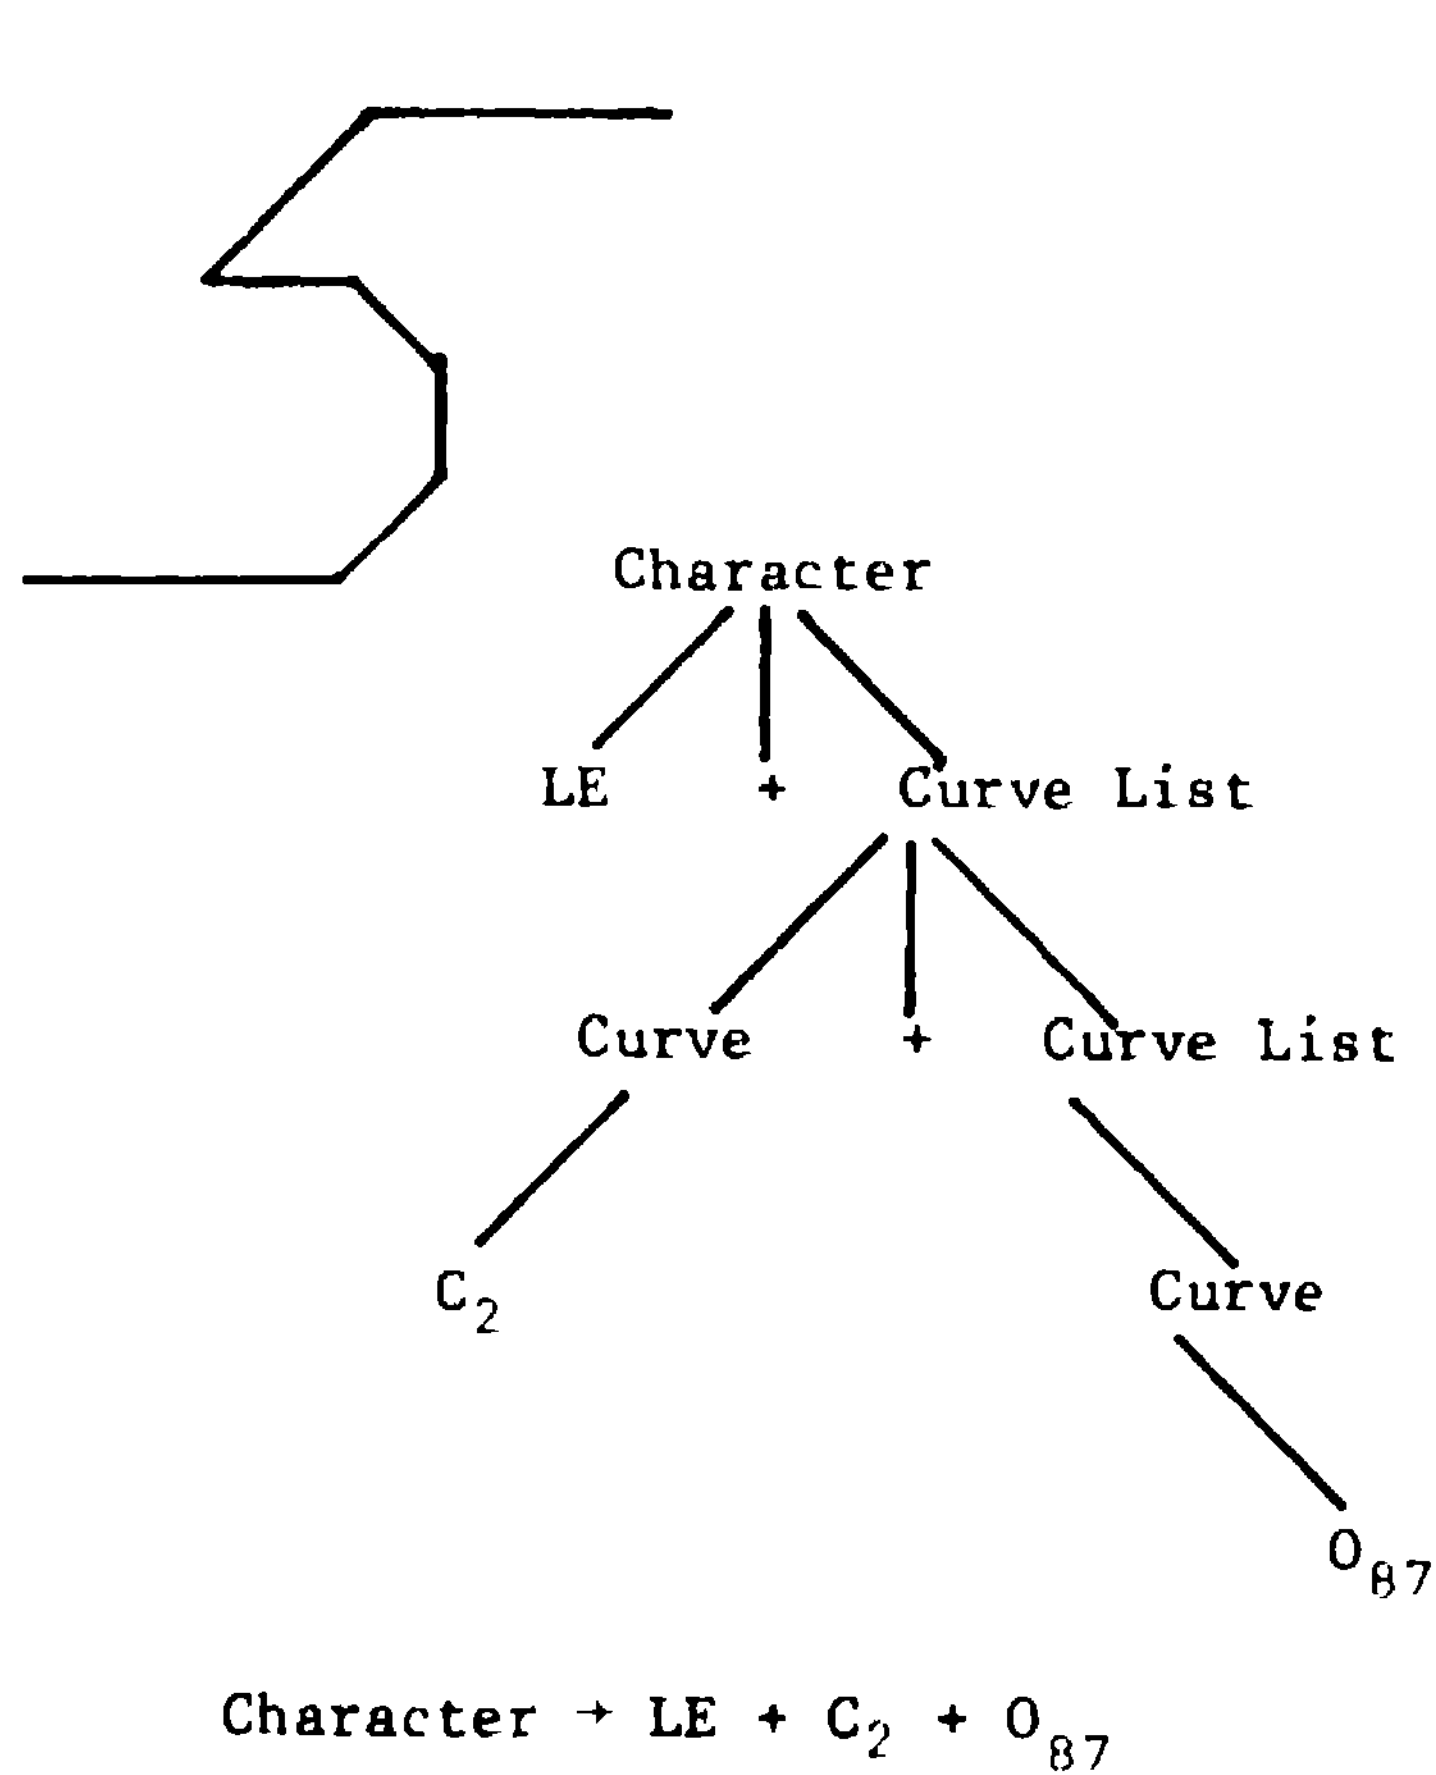 Character
LE + Curve List
Curve + Curve List
C₂
Curve
O₈₇
Character → LE + C₂ + O₈₇